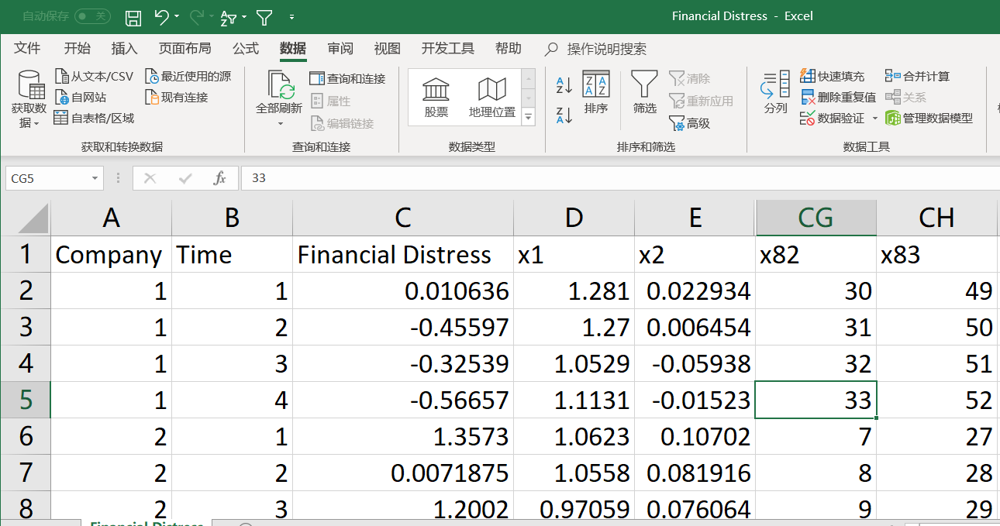 自动保存 关 Financial Distress - Excel
文件 开始 插入 页面布局 公式 数据 审阅 视图 开发工具 帮助 操作说明搜索
获取数据
从文本/CSV
自网站
自表格/区域
最近使用的源
现有连接
获取和转换数据
全部刷新
查询和连接
属性
编辑链接
查询和连接
股票
地理位置
数据类型
排序
筛选
清除
重新应用
高级
排序和筛选
分列
快速填充
删除重复值
数据验证
合并计算
关系
管理数据模型
数据工具
CG5 fx 33
A B C D E CG CH
1 Company Time Financial Distress x1 x2 x82 x83
2 1 1 0.010636 1.281 0.022934 30 49
3 1 2 -0.45597 1.27 0.006454 31 50
4 1 3 -0.32539 1.0529 -0.05938 32 51
5 1 4 -0.56657 1.1131 -0.01523 33 52
6 2 1 1.3573 1.0623 0.10702 7 27
7 2 2 0.0071875 1.0558 0.081916 8 28
8 2 3 1.2002 0.97059 0.076064 9 29
Financial Distress